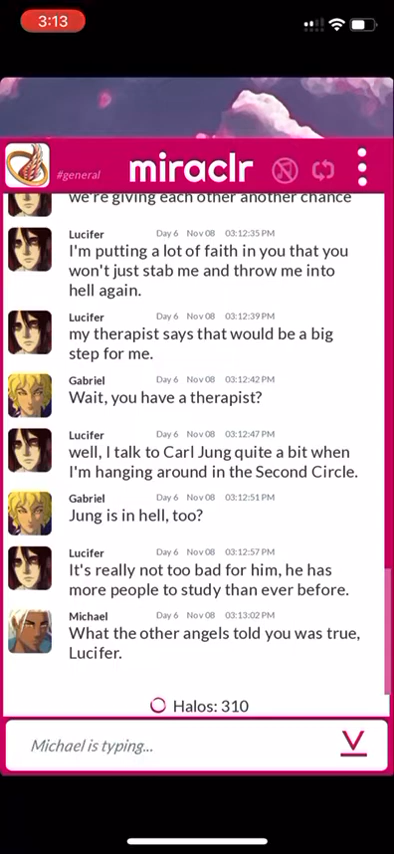 3:13
#general
miraclr
we're giving each other another chance
Lucifer
Day 6 Nov 08 03:12:35 PM
I'm putting a lot of faith in you that you
won't just stab me and throw me into
hell again.
Lucifer
Day 6 Nov 08 03:12:39 PM
my therapist says that would be a big
step for me.
Gabriel
Day 6 Nov 08 03:12:42 PM
Wait, you have a therapist?
Lucifer
Day 6 Nov 08 03:12:47 PM
well, I talk to Carl Jung quite a bit when
I'm hanging around in the Second Circle.
Gabriel
Day 6 Nov 08 03:12:51 PM
Jung is in hell, too?
Lucifer
Day 6 Nov 08 03:12:57 PM
It's really not too bad for him, he has
more people to study than ever before.
Michael
Day 6 Nov 08 03:13:02 PM
What the other angels told you was true,
Lucifer.
Halos: 310
Michael is typing...